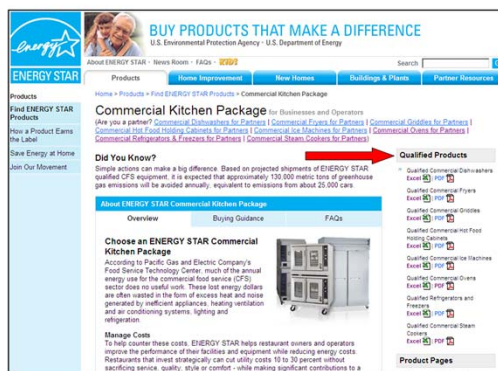 BUY PRODUCTS THAT MAKE A DIFFERENCE
U.S. Environmental Protection Agency · U.S. Department of Energy
energy
ENERGY STAR
About ENERGY STAR · News Room · FAQs · KIDS
Search
Products
Home Improvement
New Homes
Buildings & Plants
Partner Resources
Products
Find ENERGY STAR
Products
How a Product Earns
the Label
Save Energy at Home
Join Our Movement
Home > Products > Find ENERGY STAR Products > Commercial Kitchen Package
Commercial Kitchen Package for Businesses and Operators
(Are you a partner? Commercial Dishwashers for Partners | Commercial Fryers for Partners | Commercial Griddles for Partners |
Commercial Hot Food Holding Cabinets for Partners | Commercial Ice Machines for Partners | Commercial Ovens for Partners |
Commercial Refrigerators & Freezers for Partners | Commercial Steam Cookers for Partners)
Did You Know?
Simple actions can make a big difference. Based on projected shipments of ENERGY STAR
qualified CFS equipment, it is expected that approximately 130,000 metric tons of greenhouse
gas emissions will be avoided annually, equivalent to emissions from about 25,000 cars.
About ENERGY STAR Commercial Kitchen Package
Overview
Buying Guidance
FAQs
Choose an ENERGY STAR Commercial
Kitchen Package
According to Pacific Gas and Electric Company's
Food Service Technology Center, much of the annual
energy use for the commercial food service (CFS)
sector does no useful work. These lost energy dollars
are often wasted in the form of excess heat and noise
generated by inefficient appliances, heating ventilation
and air conditioning systems, lighting and
refrigeration.
Manage Costs
To help counter these costs, ENERGY STAR helps restaurant owners and operators
improve the performance of their facilities and equipment while reducing energy costs.
Restaurants that invest strategically can cut utility costs 10 to 30 percent without
sacrificing service, quality, style or comfort - while making significant contributions to a
Qualified Products
Qualified Commercial Dishwashers
Excel | PDF
Qualified Commercial Fryers
Excel | PDF
Qualified Commercial Griddles
Excel | PDF
Qualified Commercial Hot Food
Holding Cabinets
Excel | PDF
Qualified Commercial Ice Machines
Excel | PDF
Qualified Commercial Ovens
Excel | PDF
Qualified Refrigerators and
Freezers
Excel | PDF
Qualified Commercial Steam
Cookers
Excel | PDF
Product Pages